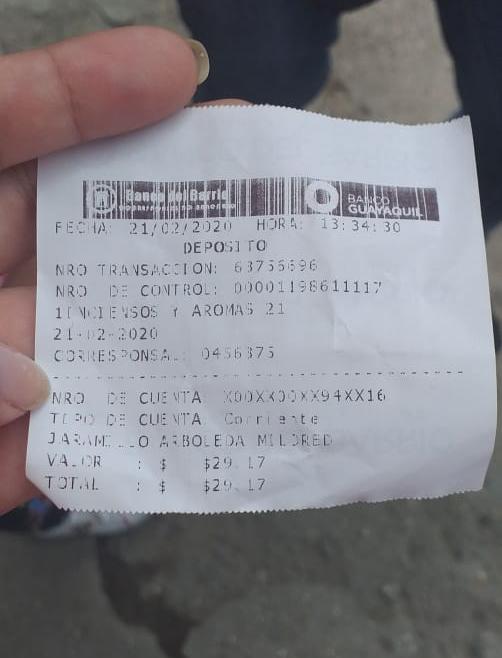 Banco del Barrio
BANCO
GUAYAQUIL
FECHA: 21/02/2020 HORA: 13:34:30
DEPOSITO
NRO TRANSACCION: 63756696
NRO DE CONTROL: 00001198611117
1INCIENSOS Y AROMAS 21
21-02-2020
CORRESPONSAL: 0456375
NRO DE CUENTA: X00XX00XX94XX16
TIPO DE CUENTA: Corriente
JARAMILLO ARBOLEDA MILDRED
VALOR : $ $29.17
TOTAL : $ $29.17